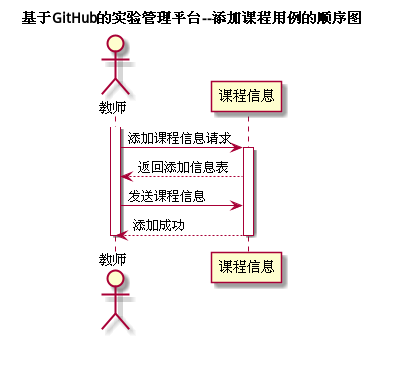 基于GitHub的实验管理平台--添加课程用例的顺序图
教师
课程信息
添加课程信息请求
返回添加信息表
发送课程信息
添加成功
教师
课程信息